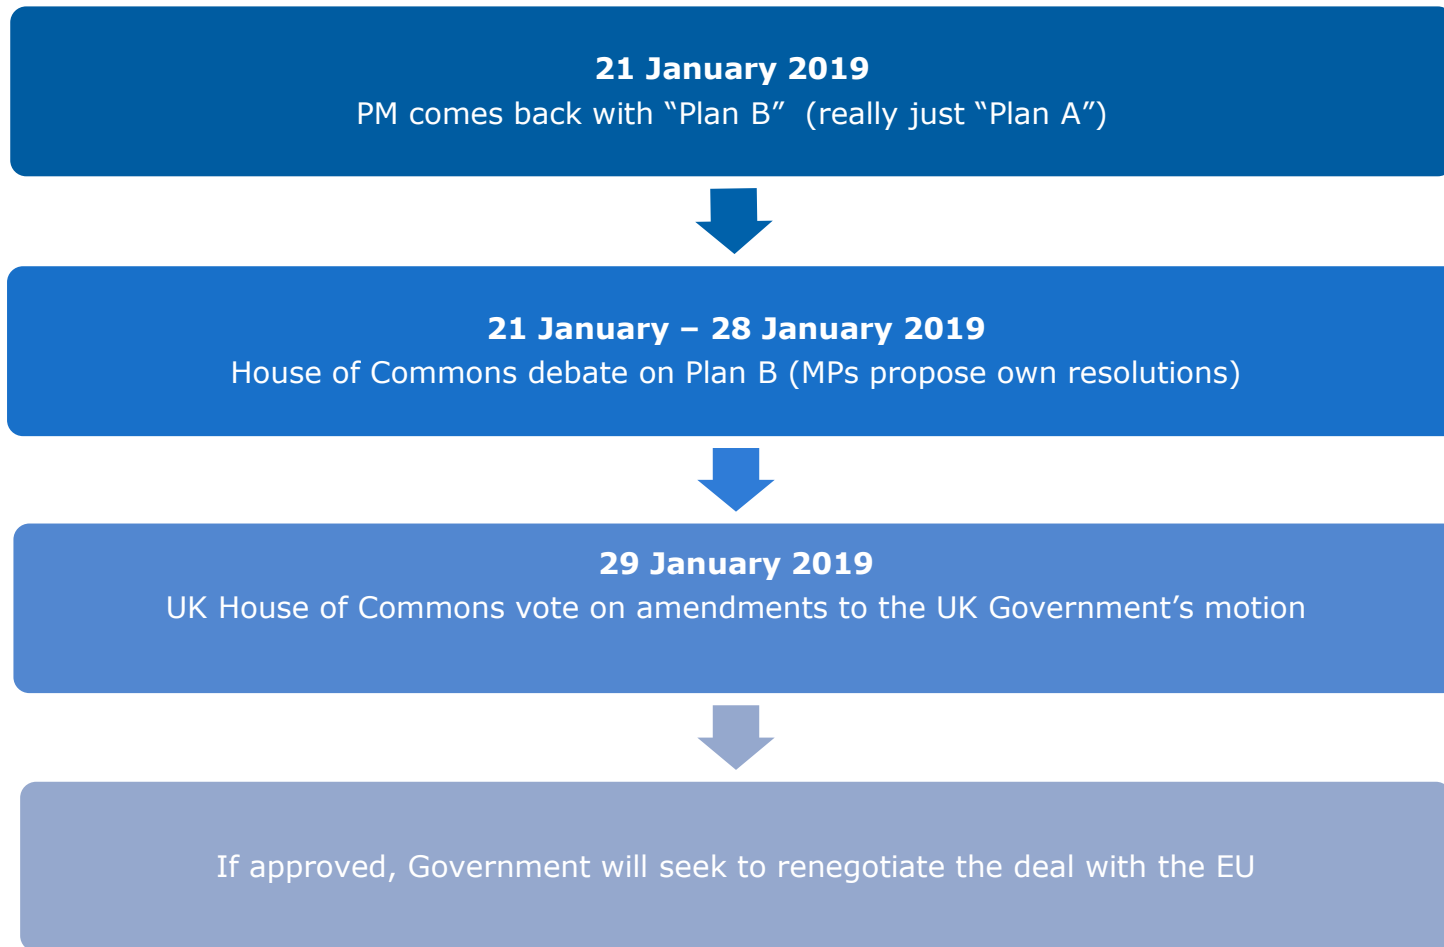 21 January 2019
PM comes back with “Plan B”  (really just “Plan A”)
21 January – 28 January 2019
House of Commons debate on Plan B (MPs propose own resolutions)
29 January 2019
UK House of Commons vote on amendments to the UK Government’s motion
If approved, Government will seek to renegotiate the deal with the EU